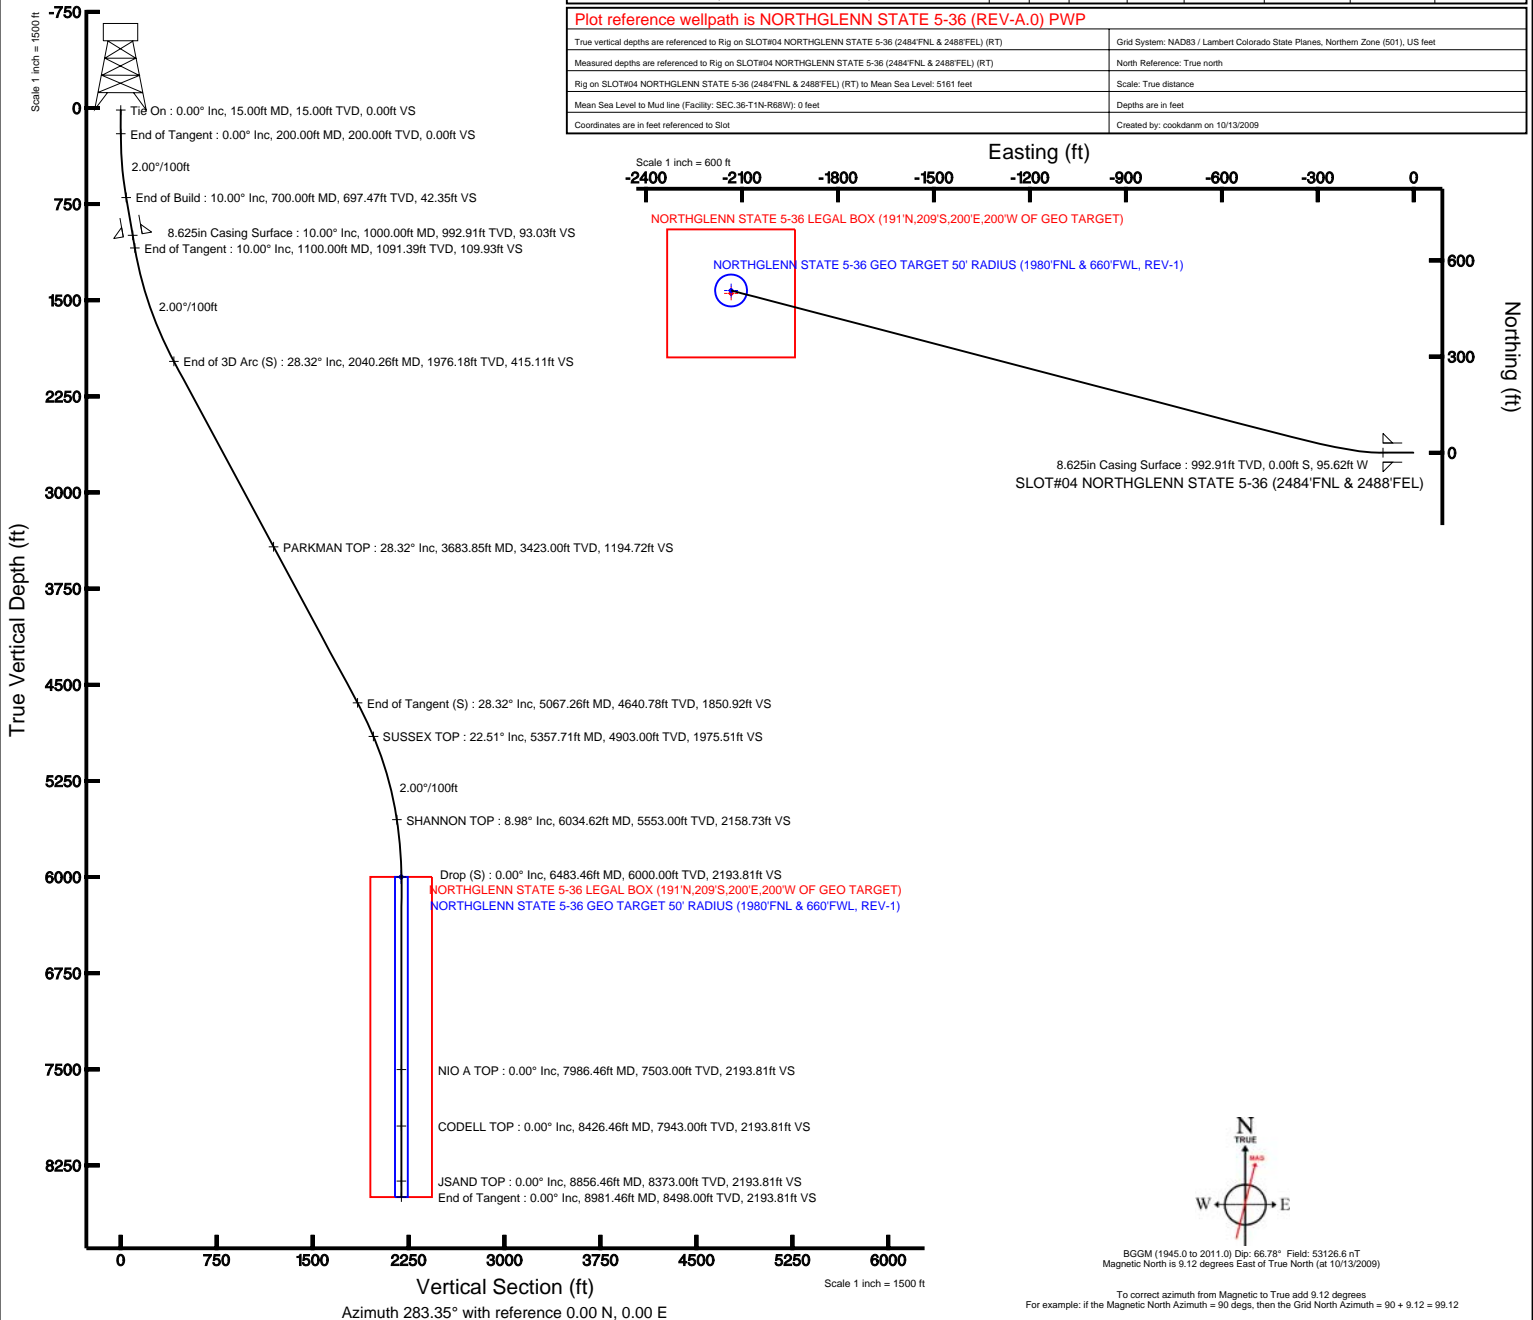 Plot reference wellpath is NORTHGLENN STATE 5-36 (REV-A.0) PWP
True vertical depths are referenced to Rig on SLOT#04 NORTHGLENN STATE 5-36 (2484'FNL & 2488'FEL) (RT)
Grid System: NAD83 / Lambert Colorado State Planes, Northern Zone (501), US feet
Measured depths are referenced to Rig on SLOT#04 NORTHGLENN STATE 5-36 (2484'FNL & 2488'FEL) (RT)
North Reference: True north
Rig on SLOT#04 NORTHGLENN STATE 5-36 (2484'FNL & 2488'FEL) (RT) to Mean Sea Level: 5161 feet
Scale: True distance
Mean Sea Level to Mud line (Facility: SEC.36-T1N-R68W): 0 feet
Depths are in feet
Coordinates are in feet referenced to Slot
Created by: cookdanm on 10/13/2009
Scale 1 inch = 1500 ft
True Vertical Depth (ft)
-750
0
750
1500
2250
3000
3750
4500
5250
6000
6750
7500
8250
Tie On : 0.00° Inc, 15.00ft MD, 15.00ft TVD, 0.00ft VS
End of Tangent : 0.00° Inc, 200.00ft MD, 200.00ft TVD, 0.00ft VS
2.00°/100ft
End of Build : 10.00° Inc, 700.00ft MD, 697.47ft TVD, 42.35ft VS
8.625in Casing Surface : 10.00° Inc, 1000.00ft MD, 992.91ft TVD, 93.03ft VS
End of Tangent : 10.00° Inc, 1100.00ft MD, 1091.39ft TVD, 109.93ft VS
2.00°/100ft
End of 3D Arc (S) : 28.32° Inc, 2040.26ft MD, 1976.18ft TVD, 415.11ft VS
PARKMAN TOP : 28.32° Inc, 3683.85ft MD, 3423.00ft TVD, 1194.72ft VS
End of Tangent (S) : 28.32° Inc, 5067.26ft MD, 4640.78ft TVD, 1850.92ft VS
SUSSEX TOP : 22.51° Inc, 5357.71ft MD, 4903.00ft TVD, 1975.51ft VS
2.00°/100ft
SHANNON TOP : 8.98° Inc, 6034.62ft MD, 5553.00ft TVD, 2158.73ft VS
Drop (S) : 0.00° Inc, 6483.46ft MD, 6000.00ft TVD, 2193.81ft VS
NORTHGLENN STATE 5-36 LEGAL BOX (191'N,209'S,200'E,200'W OF GEO TARGET)
NORTHGLENN STATE 5-36 GEO TARGET 50' RADIUS (1980'FNL & 660'FWL, REV-1)
NIO A TOP : 0.00° Inc, 7986.46ft MD, 7503.00ft TVD, 2193.81ft VS
CODELL TOP : 0.00° Inc, 8426.46ft MD, 7943.00ft TVD, 2193.81ft VS
JSAND TOP : 0.00° Inc, 8856.46ft MD, 8373.00ft TVD, 2193.81ft VS
End of Tangent : 0.00° Inc, 8981.46ft MD, 8498.00ft TVD, 2193.81ft VS
0 750 1500 2250 3000 3750 4500 5250 6000
Vertical Section (ft)
Scale 1 inch = 1500 ft
Azimuth 283.35° with reference 0.00 N, 0.00 E
Easting (ft)
Scale 1 inch = 600 ft
-2400 -2100 -1800 -1500 -1200 -900 -600 -300 0
NORTHGLENN STATE 5-36 LEGAL BOX (191'N,209'S,200'E,200'W OF GEO TARGET)
NORTHGLENN STATE 5-36 GEO TARGET 50' RADIUS (1980'FNL & 660'FWL, REV-1)
600
300
0
Northing (ft)
8.625in Casing Surface : 992.91ft TVD, 0.00ft S, 95.62ft W
SLOT#04 NORTHGLENN STATE 5-36 (2484'FNL & 2488'FEL)
N
TRUE
MAG
W E
BGGM (1945.0 to 2011.0) Dip: 66.78° Field: 53126.6 nT
Magnetic North is 9.12 degrees East of True North (at 10/13/2009)
To correct azimuth from Magnetic to True add 9.12 degrees
For example: if the Magnetic North Azimuth = 90 degs, then the Grid North Azimuth = 90 + 9.12 = 99.12